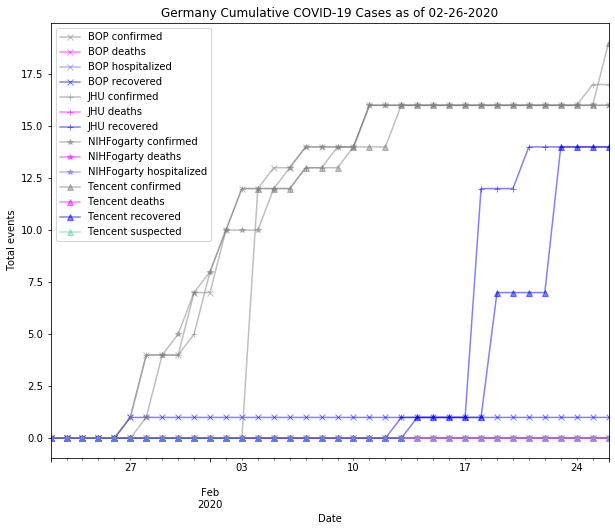 Germany Cumulative COVID-19 Cases as of 02-26-2020
BOP confirmed
BOP deaths
BOP hospitalized
BOP recovered
JHU confirmed
JHU deaths
JHU recovered
NIHFogarty confirmed
NIHFogarty deaths
NIHFogarty hospitalized
Tencent confirmed
Tencent deaths
Tencent recovered
Tencent suspected
Total events
17.5
15.0
12.5
10.0
7.5
5.0
2.5
0.0
27 03 10 17 24
Feb
2020
Date